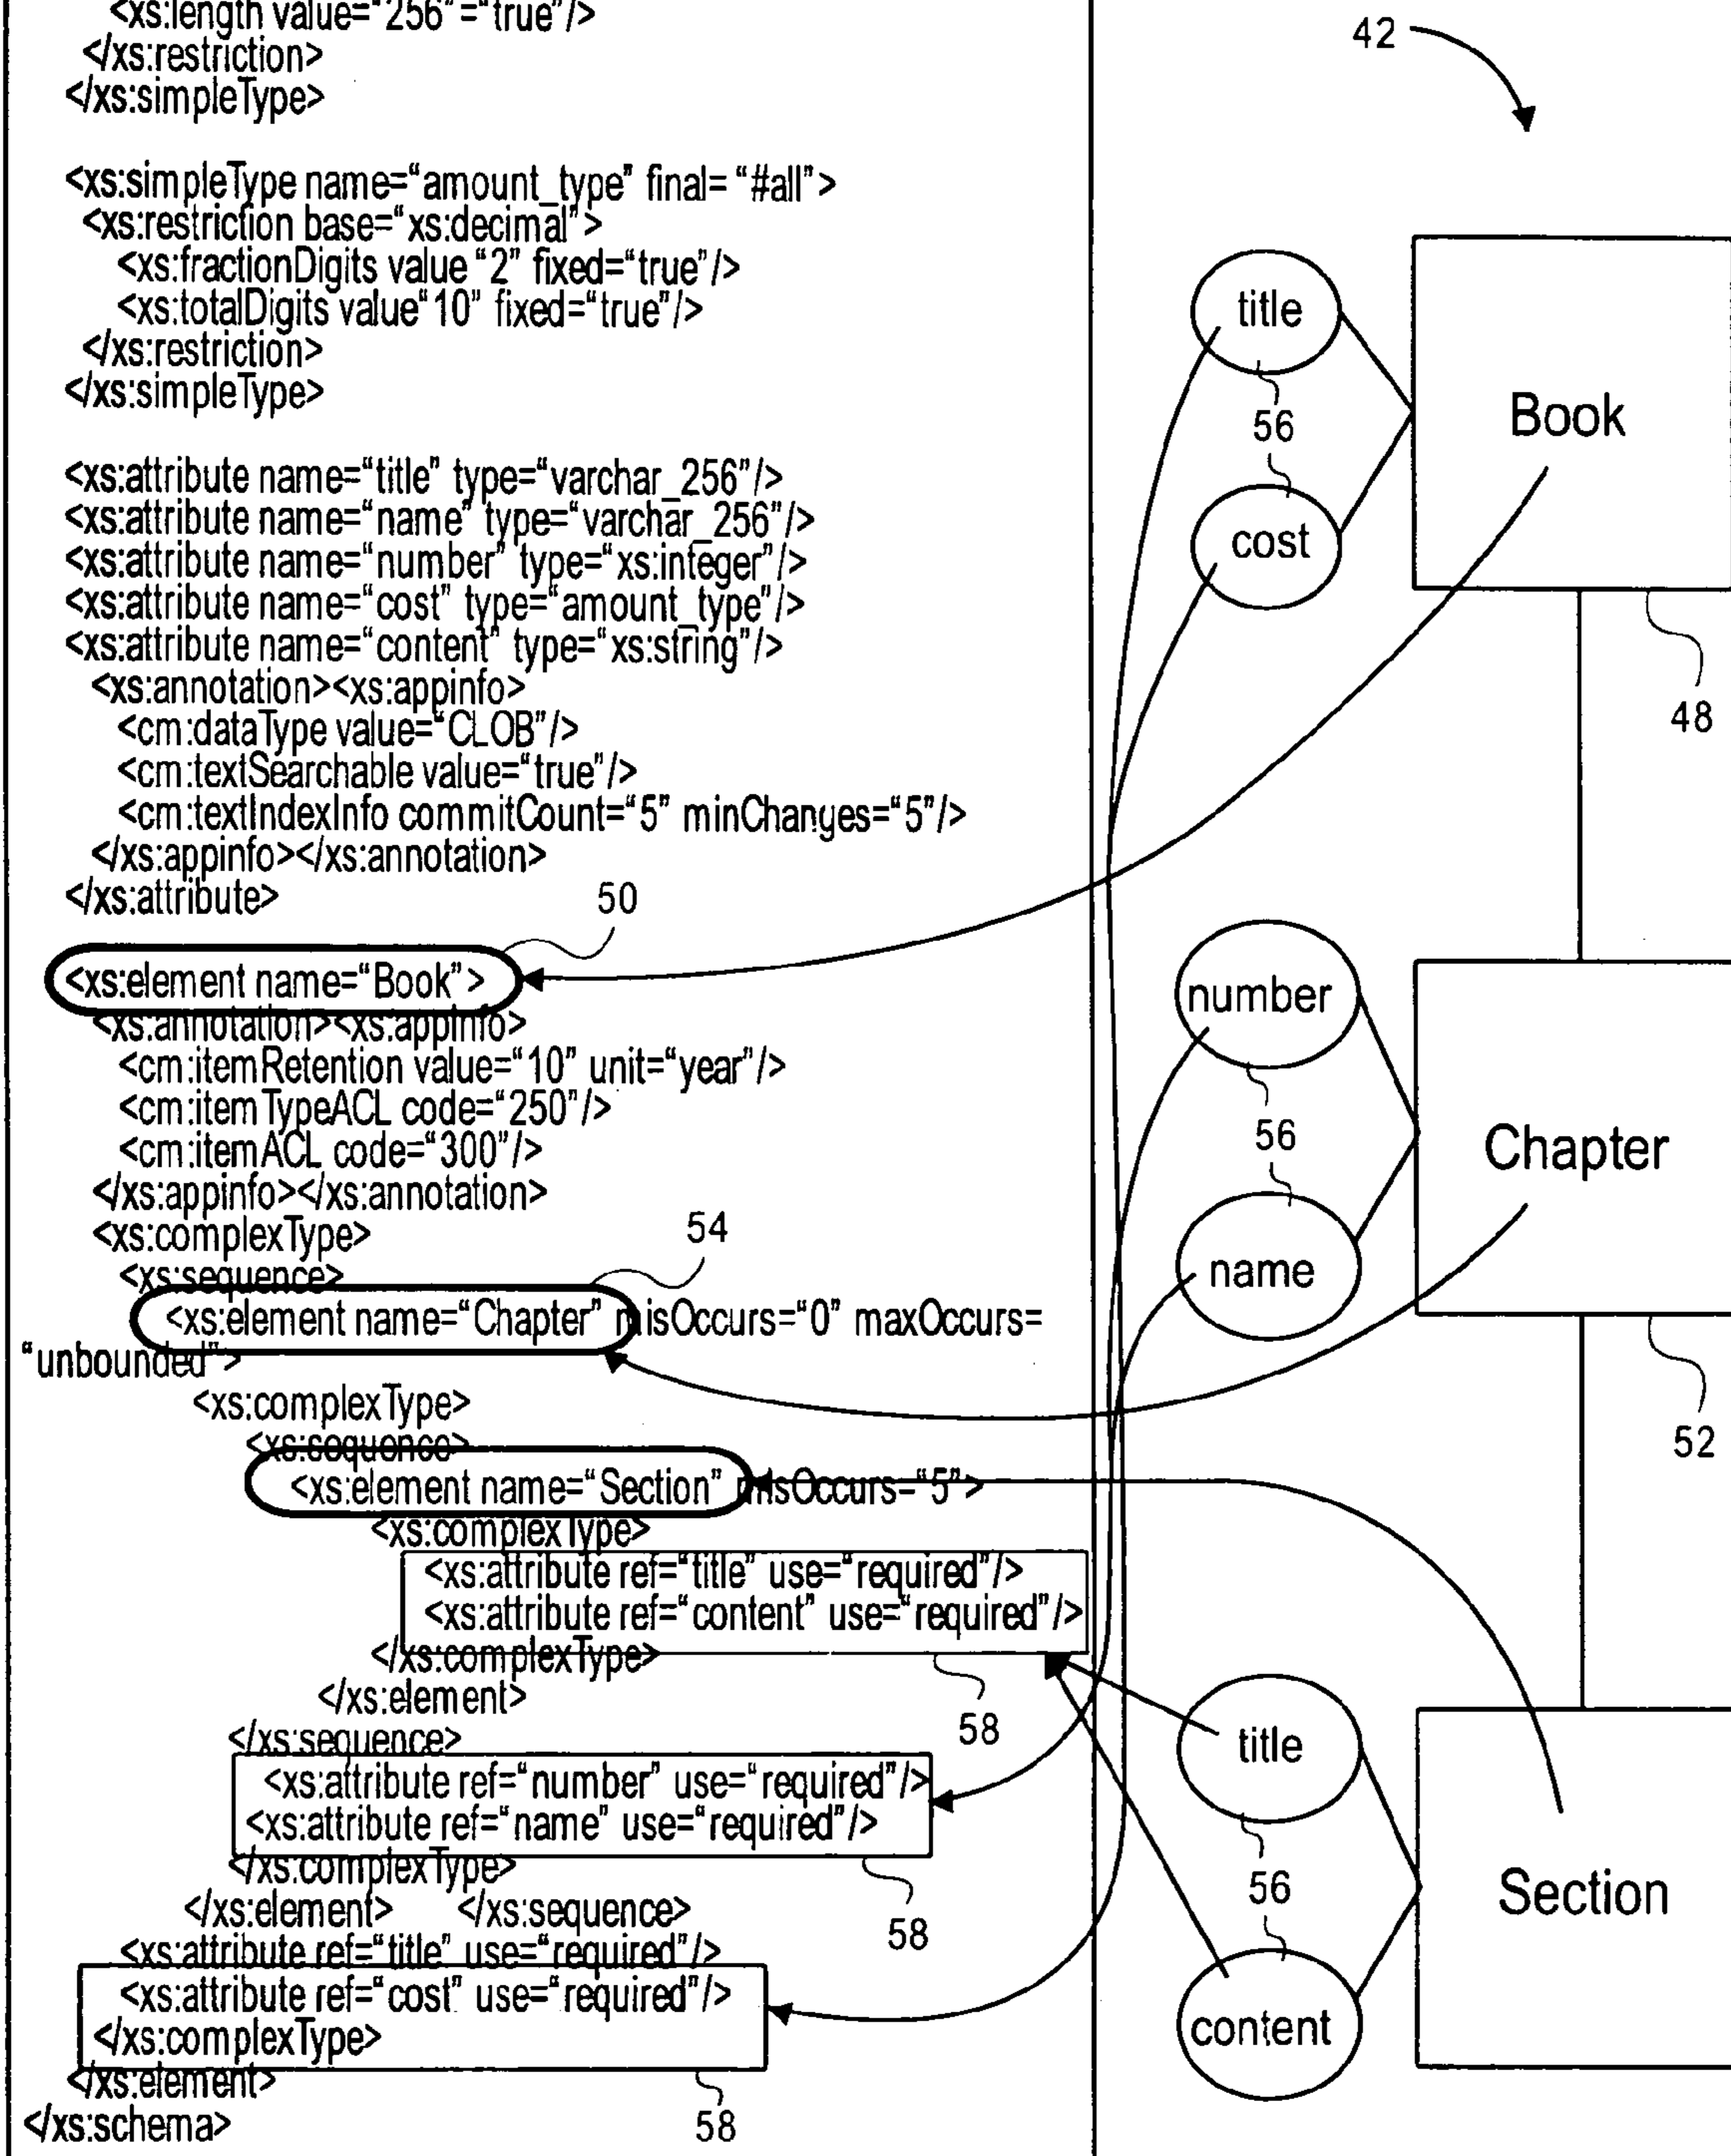 <xs:length value="256"="true"/>
</xs:restriction>
</xs:simpleType>
<xs:simpleType name="amount_type" final= "#all">
<xs:restriction base="xs:decimal">
<xs:fractionDigits value "2" fixed="true"/>
<xs:totalDigits value"10" fixed="true"/>
</xs:restriction>
</xs:simpleType>
<xs:attribute name="title" type="varchar_256"/>
<xs:attribute name="name" type="varchar_256"/>
<xs:attribute name="number" type="xs:integer"/>
<xs:attribute name="cost" type="amount_type"/>
<xs:attribute name="content" type="xs:string"/>
<xs:annotation><xs:appinfo>
<cm:dataType value="CLOB"/>
<cm:textSearchable value="true"/>
<cm:textIndexInfo commitCount="5" minChanges="5"/>
</xs:appinfo></xs:annotation>
</xs:attribute>
50
<xs:element name="Book">
<xs:annotation><xs:appinfo>
<cm:itemRetention value="10" unit="year"/>
<cm:itemTypeACL code="250"/>
<cm:itemACL code="300"/>
</xs:appinfo></xs:annotation>
<xs:complexType>
54
<xs:sequence>
<xs:element name="Chapter" misOccurs="0" maxOccurs=
"unbounded">
<xs:complexType>
<xs:sequence>
<xs:element name="Section" misOccurs="5">
<xs:complexType>
<xs:attribute ref="title" use="required"/>
<xs:attribute ref="content" use="required"/>
</xs:complexType>
</xs:element>
58
</xs:sequence>
<xs:attribute ref="number" use="required"/>
<xs:attribute ref="name" use="required"/>
</xs:complexType>
</xs:element> </xs:sequence>
58
<xs:attribute ref="title" use="required"/>
<xs:attribute ref="cost" use="required"/>
</xs:complexType>
</xs:element>
</xs:schema>
58
42
title
56
Book
cost
48
number
56
Chapter
name
52
title
56
Section
content